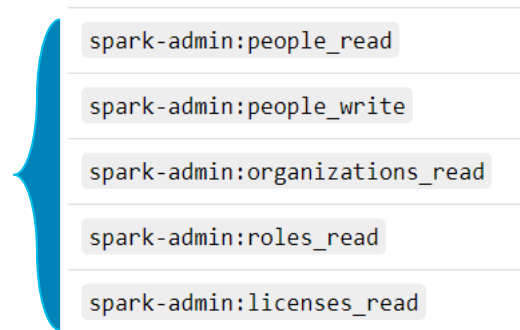 spark-admin:people_read
spark-admin:people_write
spark-admin:organizations_read
spark-admin:roles_read
spark-admin:licenses_read